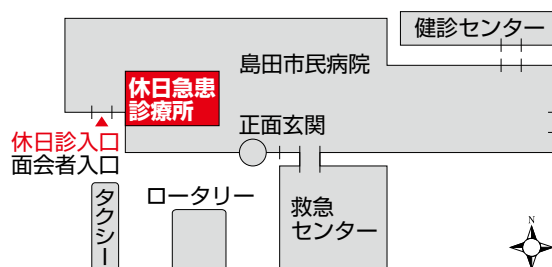 健診センター
島田市民病院
休日急患
診療所
正面玄関
休日診入口
面会者入口
タクシー
ロータリー
救急
センター
N